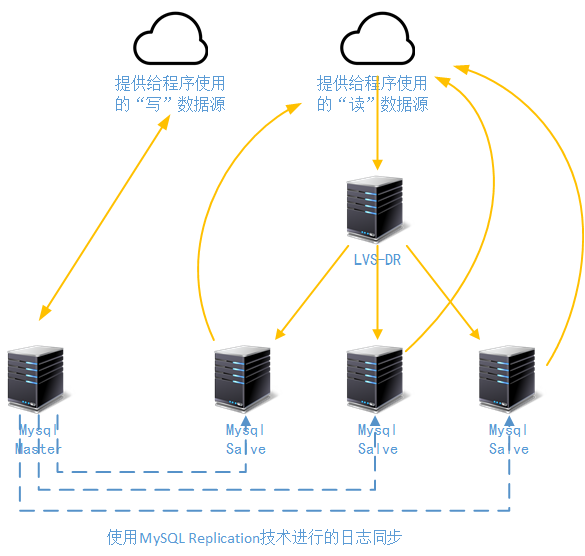 提供给程序使用
的“写”数据源
提供给程序使用
的“读”数据源
LVS-DR
Mysql
Master
Mysql
Salve
Mysql
Salve
Mysql
Salve
使用MySQL Replication技术进行的日志同步